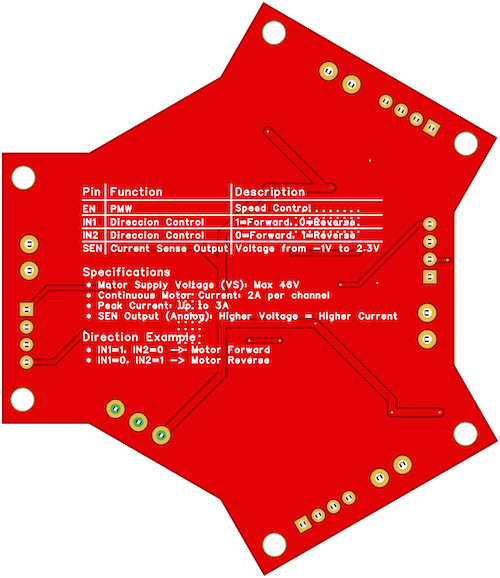 Pin Function Description
EN PMW Speed Control
IN1 Direccion Control 1=Forward, 0=Reverse
IN2 Direccion Control 0=Forward, 1=Reverse
SEN Current Sense Output Voltage from -1V to 2.3V
Specifications
* Motor Supply Voltage (VS): Max 46V
* Continuous Motor Current: 2A per channel
* Peak Current: Up to 3A
* SEN Output (Analog): Higher Voltage = Higher Current
Direction Example
* IN1=1, IN2=0 -> Motor Forward
* IN1=0, IN2=1 -> Motor Reverse